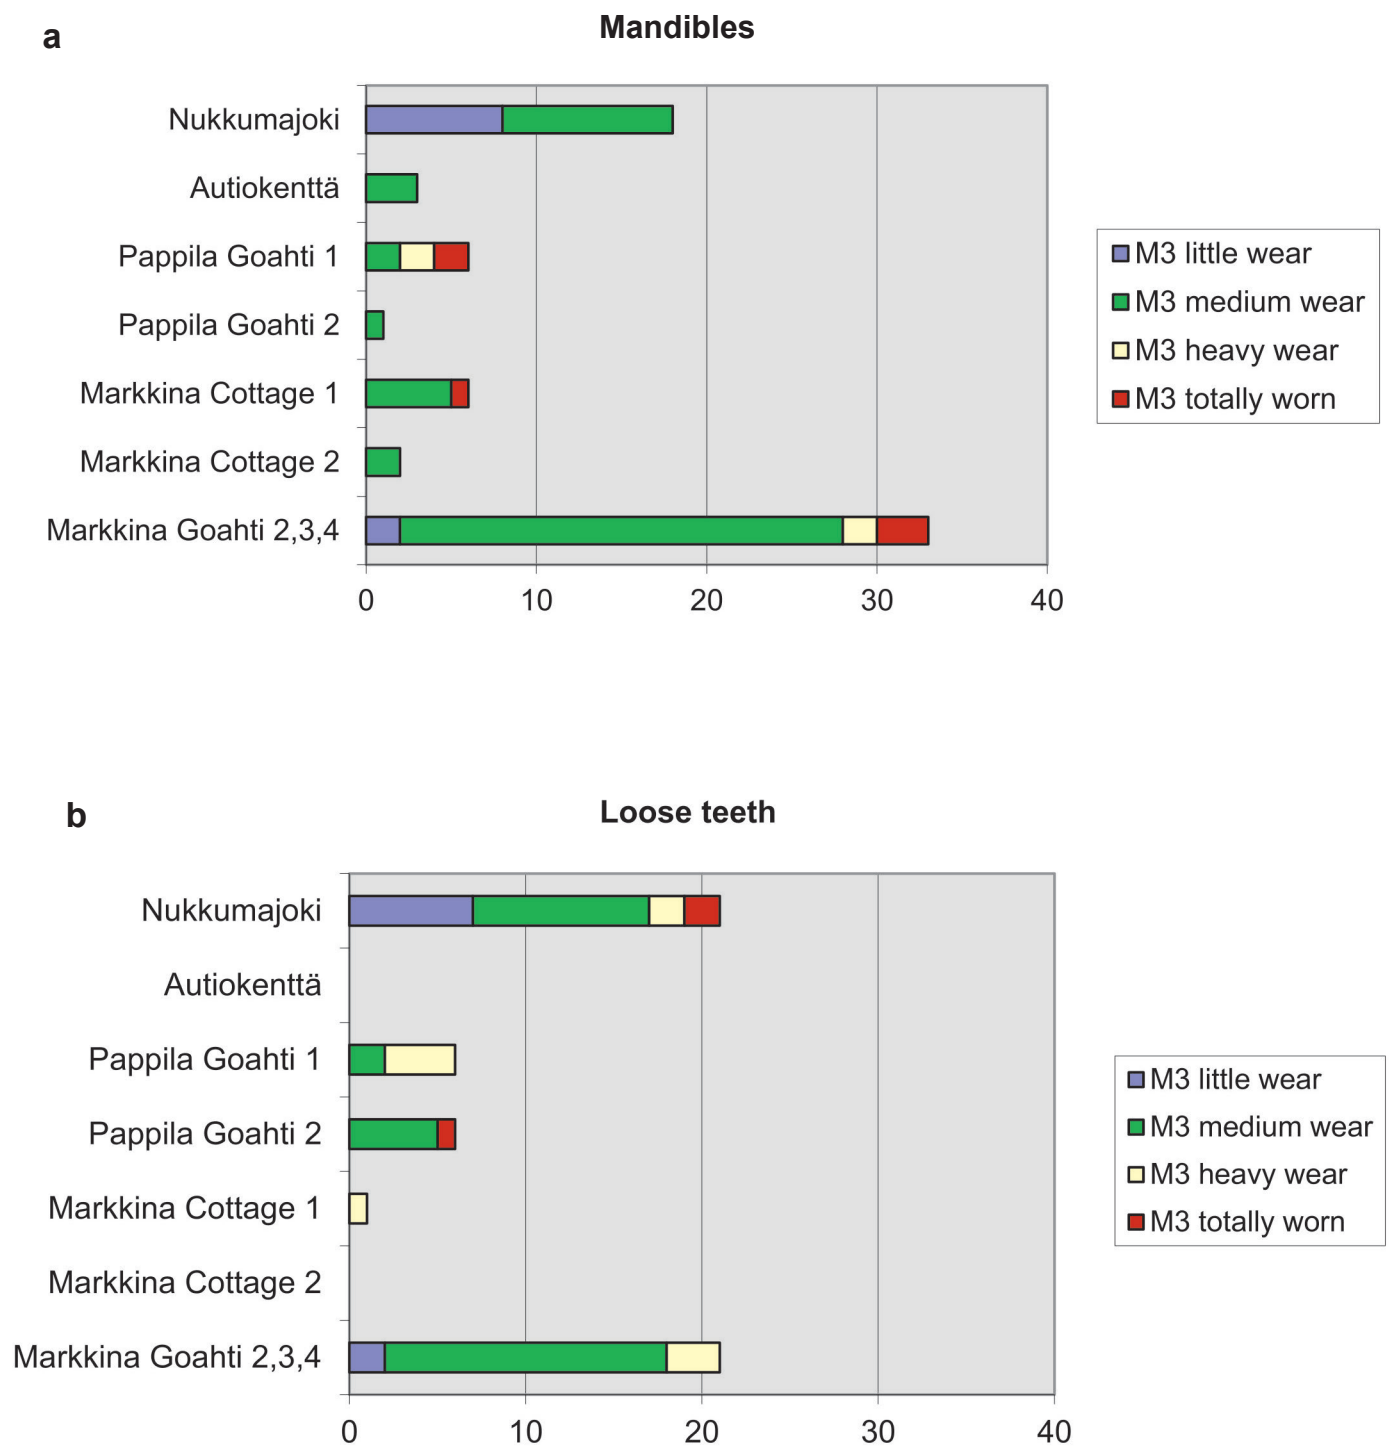 a
Mandibles
Nukkumajoki
Autiokenttä
Pappila Goahti 1
Pappila Goahti 2
Markkina Cottage 1
Markkina Cottage 2
Markkina Goahti 2,3,4
0 10 20 30 40
M3 little wear
M3 medium wear
M3 heavy wear
M3 totally worn
b
Loose teeth
Nukkumajoki
Autiokenttä
Pappila Goahti 1
Pappila Goahti 2
Markkina Cottage 1
Markkina Cottage 2
Markkina Goahti 2,3,4
0 10 20 30 40
M3 little wear
M3 medium wear
M3 heavy wear
M3 totally worn